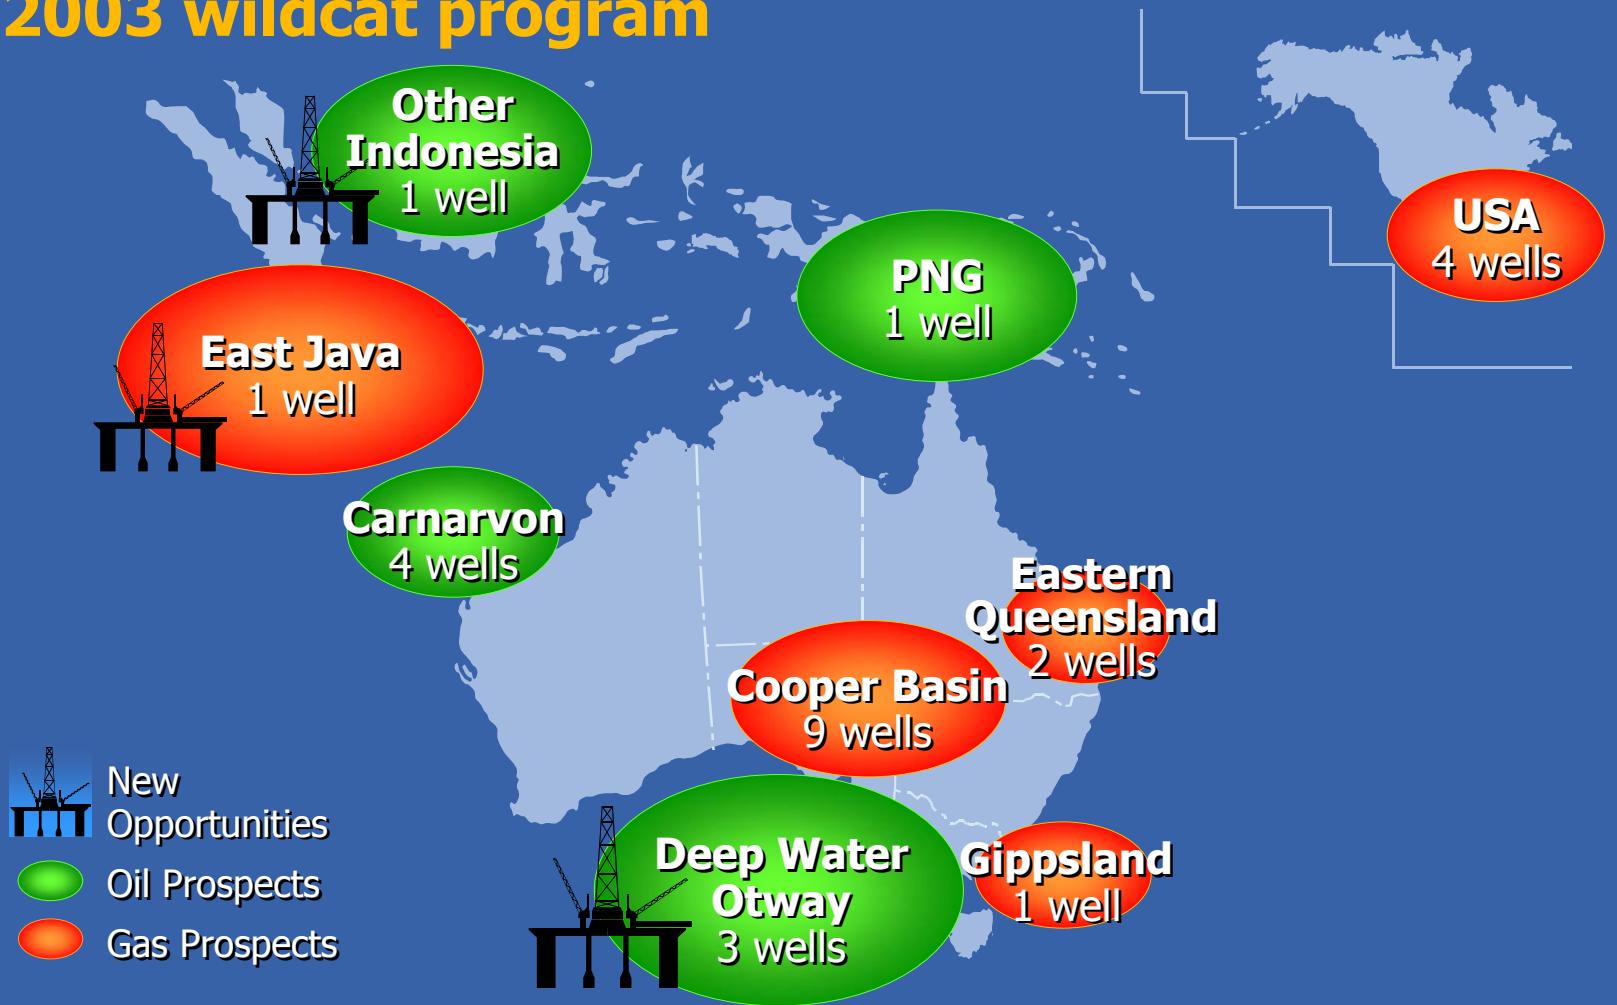 2003 wildcat program
Other
Indonesia
1 well
USA
4 wells
PNG
1 well
East Java
1 well
Carnarvon
4 wells
Eastern
Queensland
2 wells
Cooper Basin
9 wells
Deep Water
Otway
3 wells
Gippsland
1 well
New
Opportunities
Oil Prospects
Gas Prospects